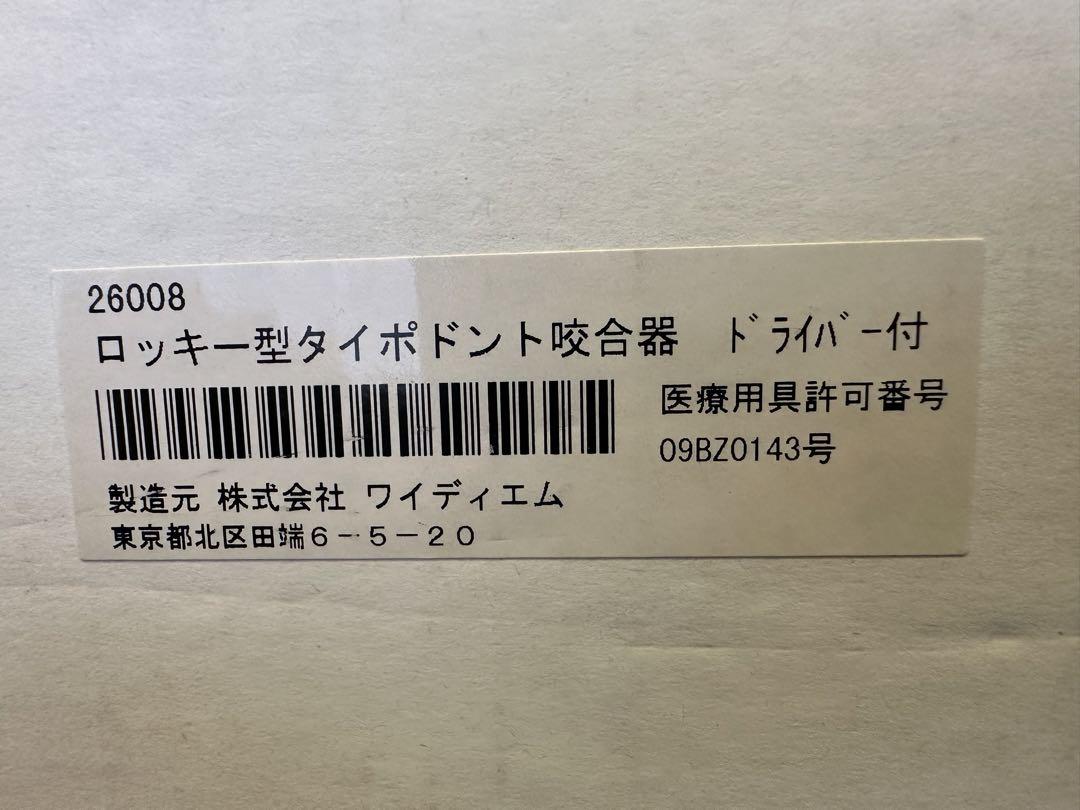 26008
ロッキー型タイポドント咬合器　ﾄﾞﾗｲﾊﾞｰ付
医療用具許可番号
09BZ0143号
製造元 株式会社 ワイディエム
東京都北区田端６－５－２０